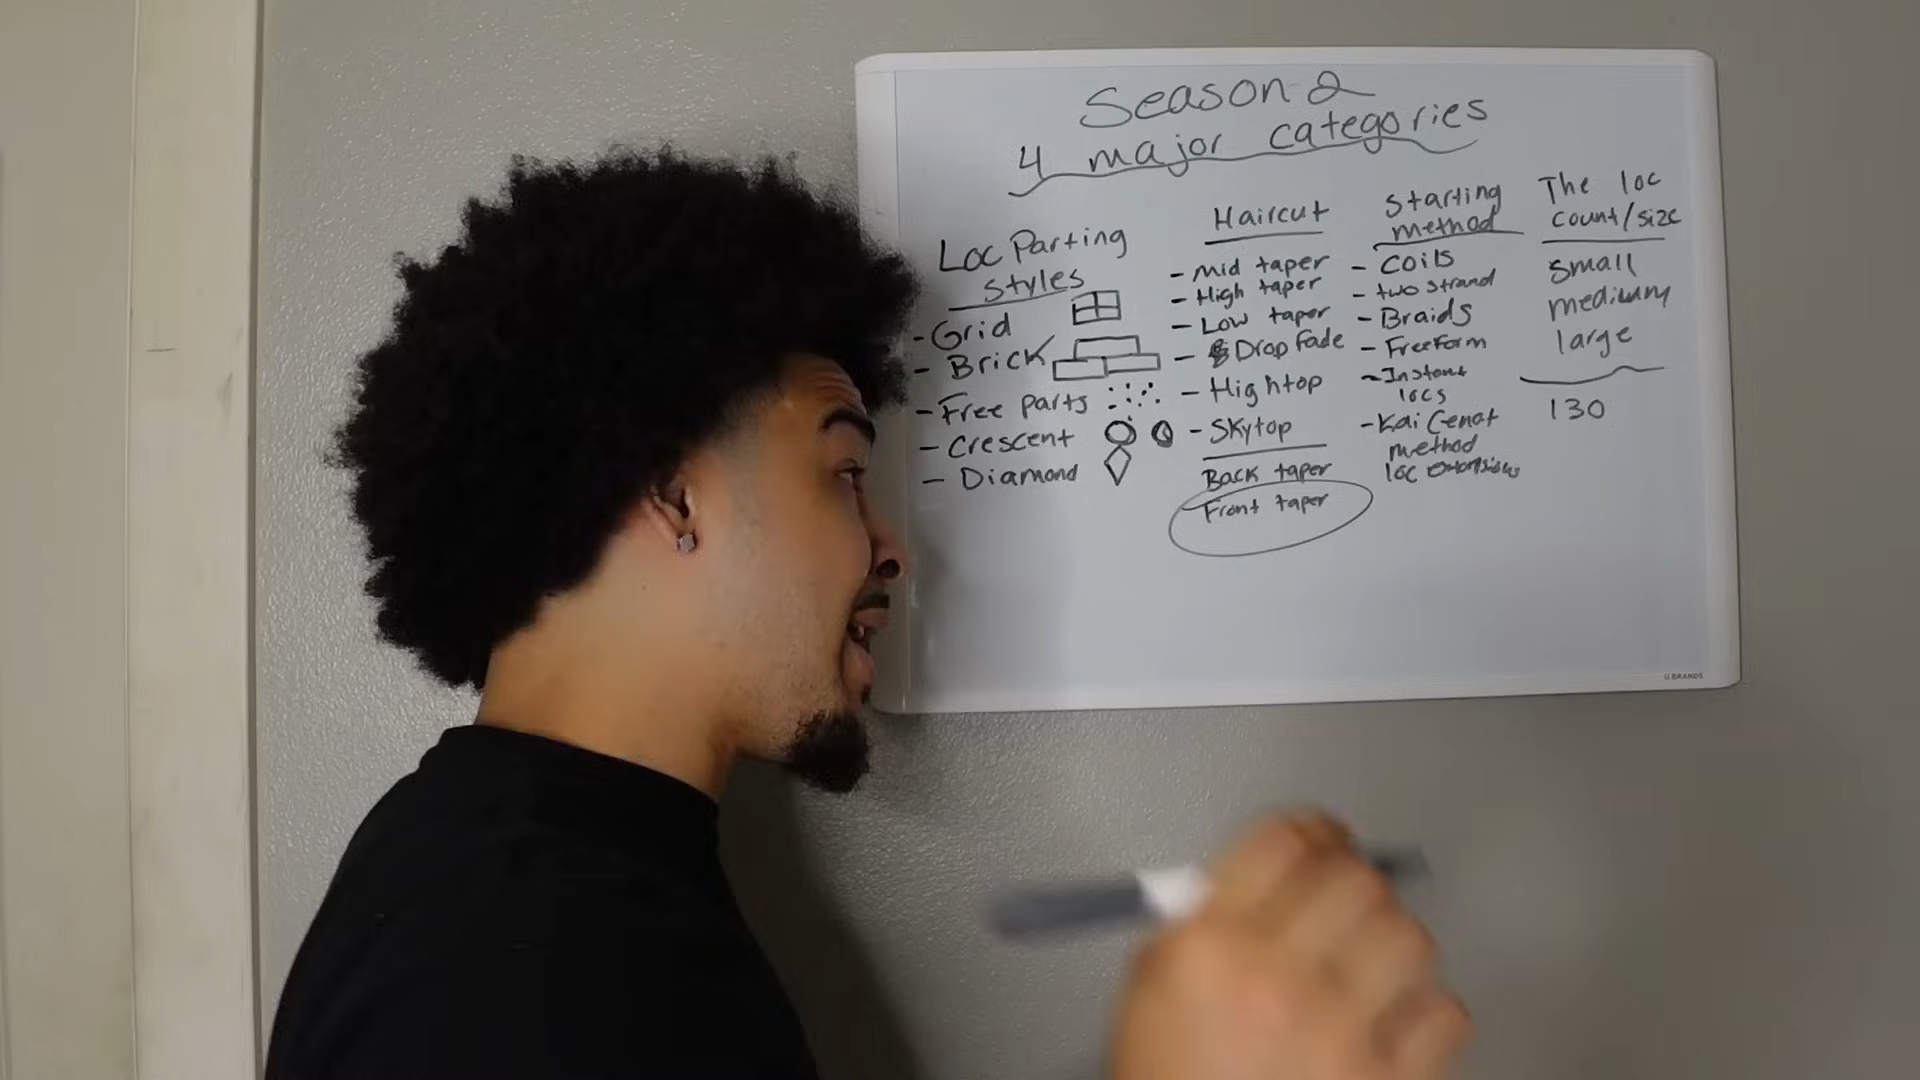 Season 2
4 major categories
Loc Parting
Styles
- Grid
- Brick
- Free parts
- Crescent
- Diamond
Haircut
- mid taper
- High taper
- Low taper
- Drop fade
- Hightop
- Skytop
Back taper
Front taper
Starting
method
- coils
- two strand
- Braids
- Freeform
- Instant
locs
- Kai Cenat
method
loc
The loc
count/size
small
medium
large
130
U BRANDS